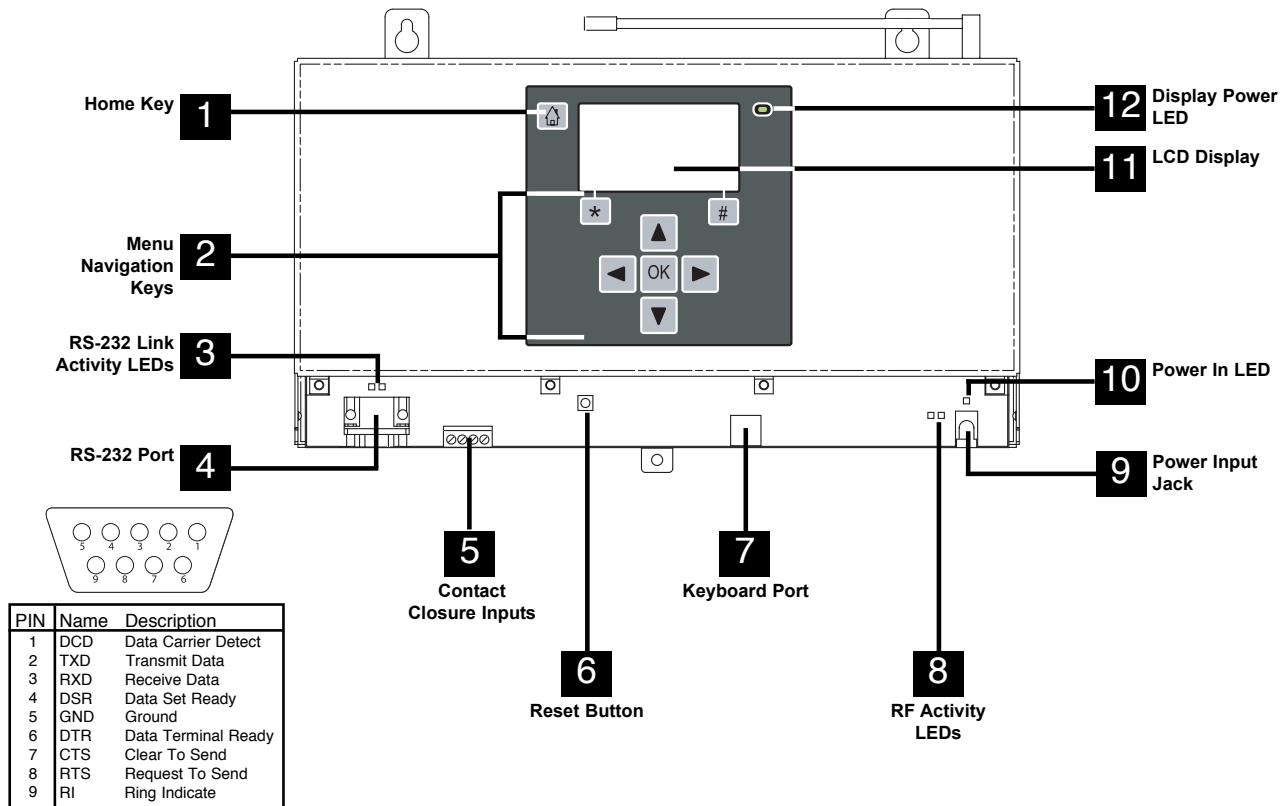 Home Key
1
Menu
Navigation
Keys
2
RS-232 Link
Activity LEDs
3
RS-232 Port
4
*
#
OK
12
Display Power
LED
11
LCD Display
10
Power In LED
9
Power Input
Jack
5
Contact
Closure Inputs
6
Reset Button
7
Keyboard Port
8
RF Activity
LEDs
5 4 3 2 1
9 8 7 6
PIN Name Description
1 DCD Data Carrier Detect
2 TXD Transmit Data
3 RXD Receive Data
4 DSR Data Set Ready
5 GND Ground
6 DTR Data Terminal Ready
7 CTS Clear To Send
8 RTS Request To Send
9 RI Ring Indicate